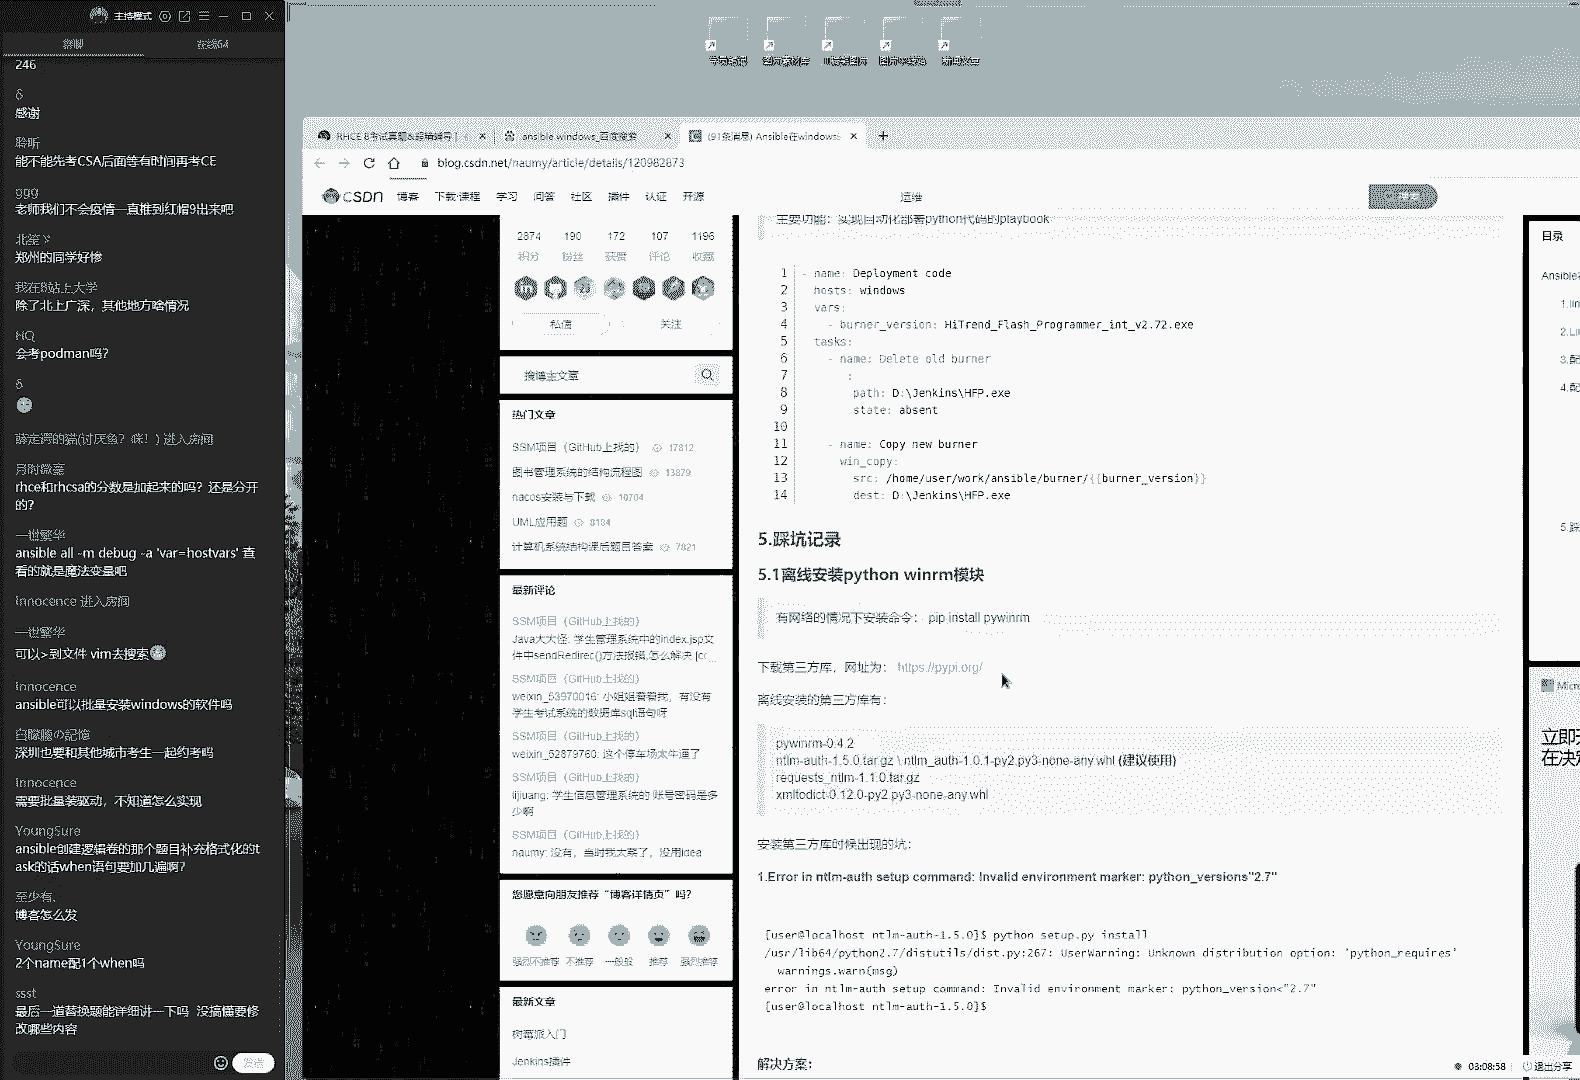 主持模式
在线64
246
δ
感谢
聆听
能不能先考CSA后面等有时间再考CE
ggg
老师我们不会疫情一直推到红帽9出来吧
郑州的同学好惨
我在B站上大学
除了北上广深，其他地方啥情况
HQ
会考podman吗?
δ
进入房间
rhce和rhcsa的分数是加起来的吗？还是分开
的？
一世繁华
ansible all -m debug -a 'var=hostvars' 查
看的就是魔法变量吧
Innocence 进入房间
一世繁华
可以>到文件 vim去搜索
Innocence
ansible可以批量安装windows的软件吗
深圳也要和其他城市考生一起约考吗
Innocence
需要批量装驱动，不知道怎么实现
YoungSure
ansible创建逻辑卷的那个题目补充格式化的t
ask的话when语句要加几遍啊?
至少有、
博客怎么发
YoungSure
2个name配1个when吗
ssst
最后一道替换题能详细讲一下吗 没搞懂要修
改哪些内容
发送
ansible windows_百度搜索
(91条消息) Ansible在windows
blog.csdn.net/naumy/article/details/120982873
CSDN 博客 下载·课程 学习 问答 社区 插件 认证 开源
运维
2874 190 172 107 1196
积分 粉丝 获赞 评论 收藏
私信 关注
搜博主文章
热门文章
SSM项目（GitHub上找的） 17812
图书管理系统的结构流程图 13879
nacos安装与下载 10704
UML应用题 8184
计算机系统结构课后题目答案 7821
最新评论
SSM项目（GitHub上找的）
Java大大怪: 学生管理系统中的index.jsp文
件中sendRedirec()方法报错,怎么解决 [cc...
SSM项目（GitHub上找的）
weixin_53970016: 小姐姐看看我，有没有
学生考试系统的数据库sql语句呀
SSM项目（GitHub上找的）
weixin_52879760: 这个停车场太牛逼了
SSM项目（GitHub上找的）
lijiuang: 学生信息管理系统的 账号密码是多
少啊
SSM项目（GitHub上找的）
naumy: 没有，当时我太菜了，没用idea
您愿意向朋友推荐“博客详情页”吗?
强烈不推荐 不推荐 一般般 推荐 强烈推荐
最新文章
树莓派入门
Jenkins插件
主要功能：实现自动化部署python代码的playbook
1 - name: Deployment code
2 hosts: windows
3 vars:
4 - burner_version: HiTrend_Flash_Programmer_int_v2.72.exe
5 tasks:
6 - name: Delete old burner
7 :
8 path: D:\Jenkins\HFP.exe
9 state: absent
10
11 - name: Copy new burner
12 win_copy:
13 src: /home/user/work/ansible/burner/{{burner_version}}
14 dest: D:\Jenkins\HFP.exe
5.踩坑记录
5.1离线安装python winrm模块
有网络的情况下安装命令： pip install pywinrm
下载第三方库，网址为： https://pypi.org/
离线安装的第三方库有：
pywinrm-0.4.2
ntlm-auth-1.5.0.tar.gz \ ntlm_auth-1.0.1-py2.py3-none-any.whl (建议使用)
requests_ntlm-1.1.0.tar.gz
xmltodict-0.12.0-py2.py3-none-any.whl
安装第三方库时候出现的坑：
1.Error in ntlm-auth setup command: Invalid environment marker: python_versions"2.7"
[user@localhost ntlm-auth-1.5.0]$ python setup.py install
/usr/lib64/python2.7/distutils/dist.py:267: UserWarning: Unknown distribution option: 'python_requires'
warnings.warn(msg)
error in ntlm-auth setup command: Invalid environment marker: python_version<"2.7"
[user@localhost ntlm-auth-1.5.0]$
解决方案：
目录
立即
在决定
03:08:58
退出分享